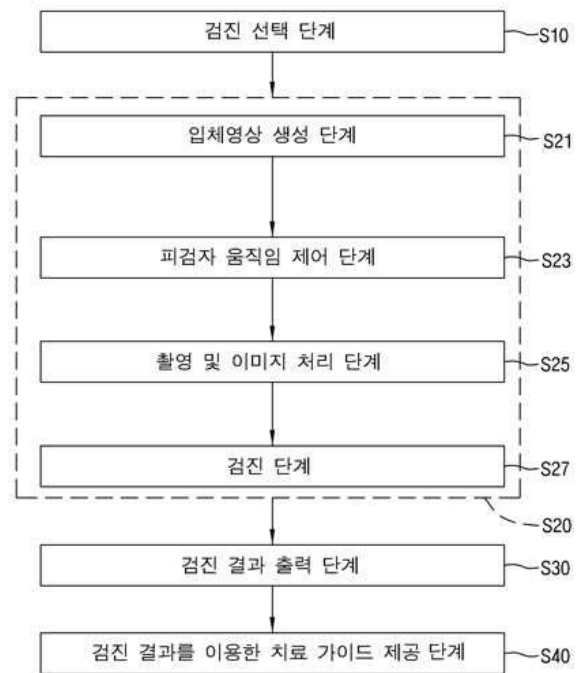 검진 선택 단계 S10
입체영상 생성 단계 S21
피검자 움직임 제어 단계 S23
촬영 및 이미지 처리 단계 S25
검진 단계 S27
S20
검진 결과 출력 단계 S30
검진 결과를 이용한 치료 가이드 제공 단계 S40